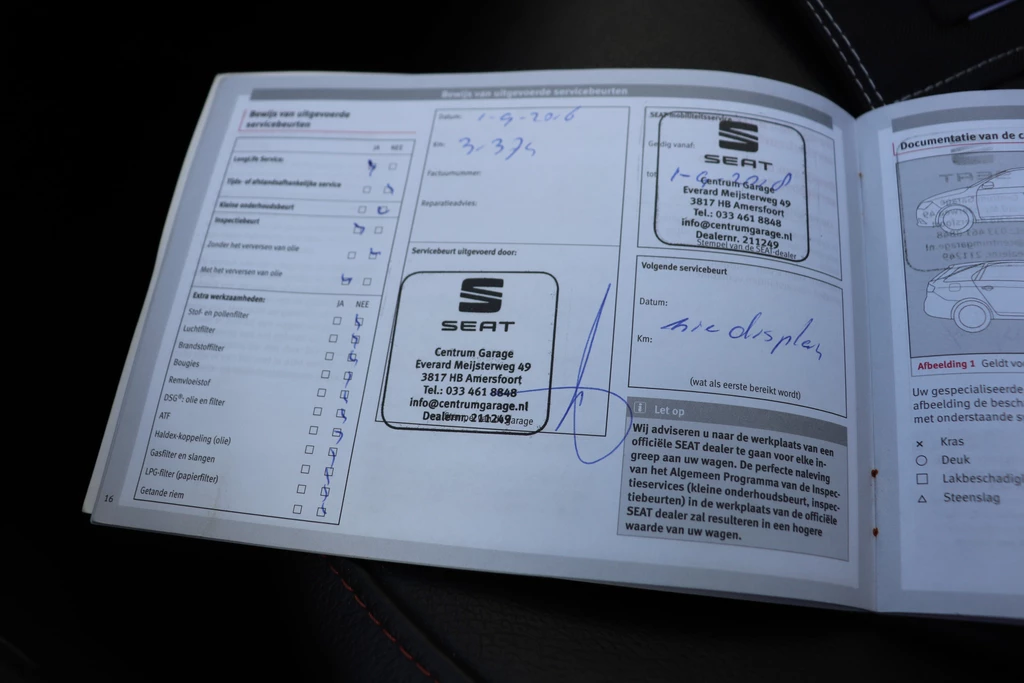 Bewijs van uitgevoerde servicebeurten
Bewijs van uitgevoerde
servicebeurten
JA NEE
LongLife Service:
Tijds- of afstandsafhankelijke service
Kleine onderhoudsbeurt
Inspectiebeurt
Zonder het verversen van olie
Met het verversen van olie
Extra werkzaamheden: JA NEE
Stof- en pollenfilter
Luchtfilter
Brandstoffilter
Bougies
Remvloeistof
DSG®: olie en filter
ATF
Haldex-koppeling (olie)
Gasfilter en slangen
LPG-filter (papierfilter)
Getande riem
16
Datum: 1-9-2016
Km: 3.374
Factuurnummer:
Reparatieadvies:
Servicebeurt uitgevoerd door:
SEAT
Centrum Garage
Everard Meijsterweg 49
3817 HB Amersfoort
Tel.: 033 461 8848
info@centrumgarage.nl
Dealernr. 211249
SEAT mobiliteitsservice
Geldig vanaf:
tot 1-9-2018
SEAT
Centrum Garage
Everard Meijsterweg 49
3817 HB Amersfoort
Tel.: 033 461 8848
info@centrumgarage.nl
Dealernr. 211249
Stempel van de SEAT-dealer
Volgende servicebeurt
Datum:
Km: zie display
(wat als eerste bereikt wordt)
Let op
Wij adviseren u naar de werkplaats van een
officiële SEAT dealer te gaan voor elke in-
greep aan uw wagen. De perfecte naleving
van het Algemeen Programma van de Inspec-
tieservices (kleine onderhoudsbeurt, inspec-
tiebeurten) in de werkplaats van de officiële
SEAT dealer zal resulteren in een hogere
waarde van uw wagen.
Documentatie van de c
Afbeelding 1 Geldt voo
Uw gespecialiseerde
afbeelding de besch
met onderstaande s
Kras
Deuk
Lakbeschadigi
Steenslag